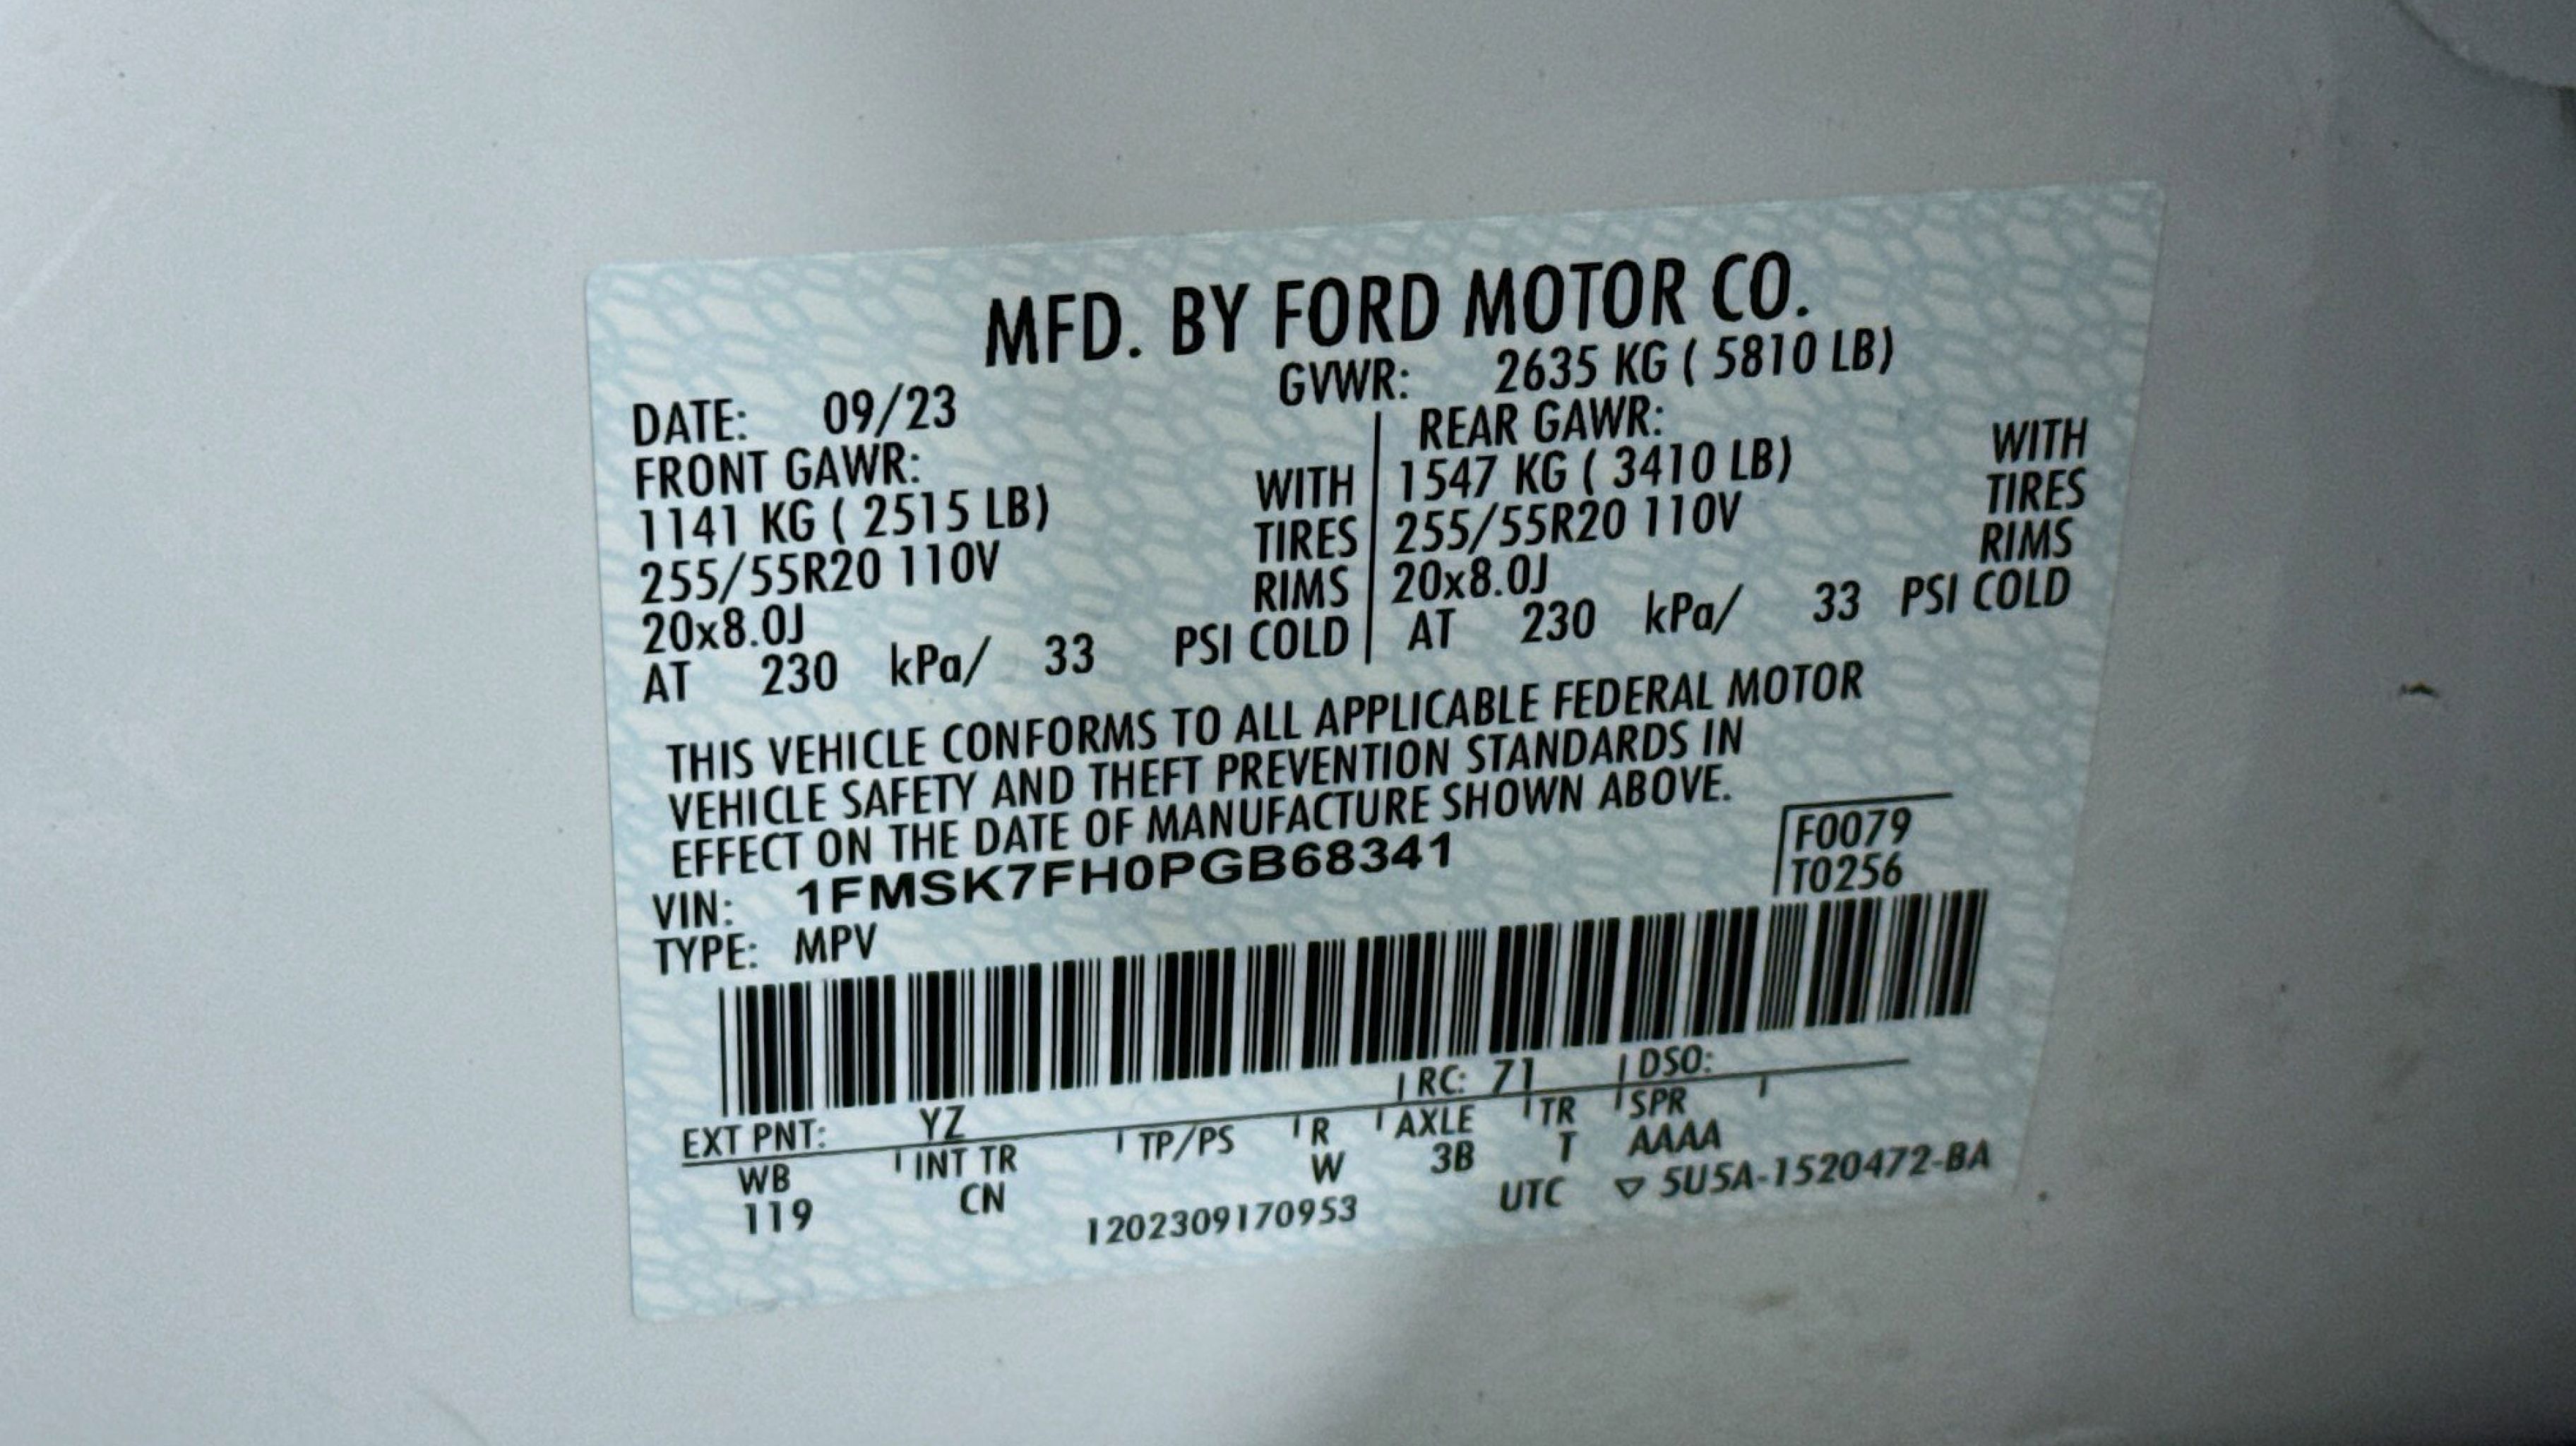 MFD. BY FORD MOTOR CO.
DATE: 09/23 GVWR: 2635 KG ( 5810 LB)
FRONT GAWR: REAR GAWR:
1141 KG ( 2515 LB) WITH 1547 KG ( 3410 LB) WITH
255/55R20 110V TIRES 255/55R20 110V TIRES
20x8.0J RIMS 20x8.0J RIMS
AT 230 kPa/ 33 PSI COLD AT 230 kPa/ 33 PSI COLD
THIS VEHICLE CONFORMS TO ALL APPLICABLE FEDERAL MOTOR
VEHICLE SAFETY AND THEFT PREVENTION STANDARDS IN
EFFECT ON THE DATE OF MANUFACTURE SHOWN ABOVE.
VIN: 1FMSK7FH0PGB68341 F0079
TYPE: MPV T0256
EXT PNT: YZ RC: 71 DSO:
WB INT TR TP/PS R AXLE TR SPR
119 CN W 3B T AAAA
1202309170953 UTC ▽ 5U5A-1520472-BA